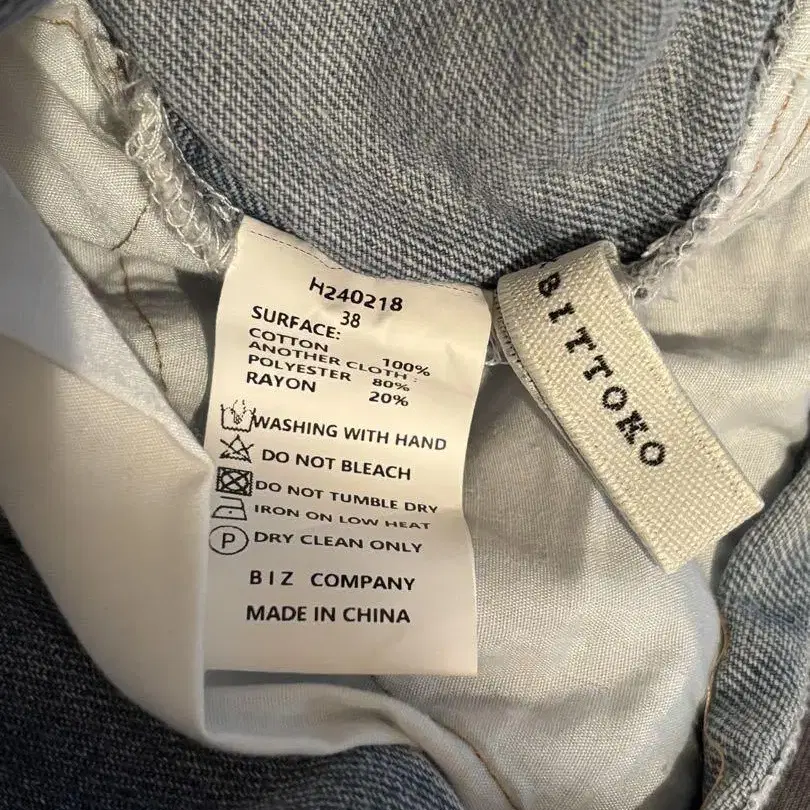 H240218
38
SURFACE:
COTTON 100%
ANOTHER CLOTH :
POLYESTER 80%
RAYON 20%
WASHING WITH HAND
DO NOT BLEACH
DO NOT TUMBLE DRY
IRON ON LOW HEAT
P DRY CLEAN ONLY
BIZ COMPANY
MADE IN CHINA